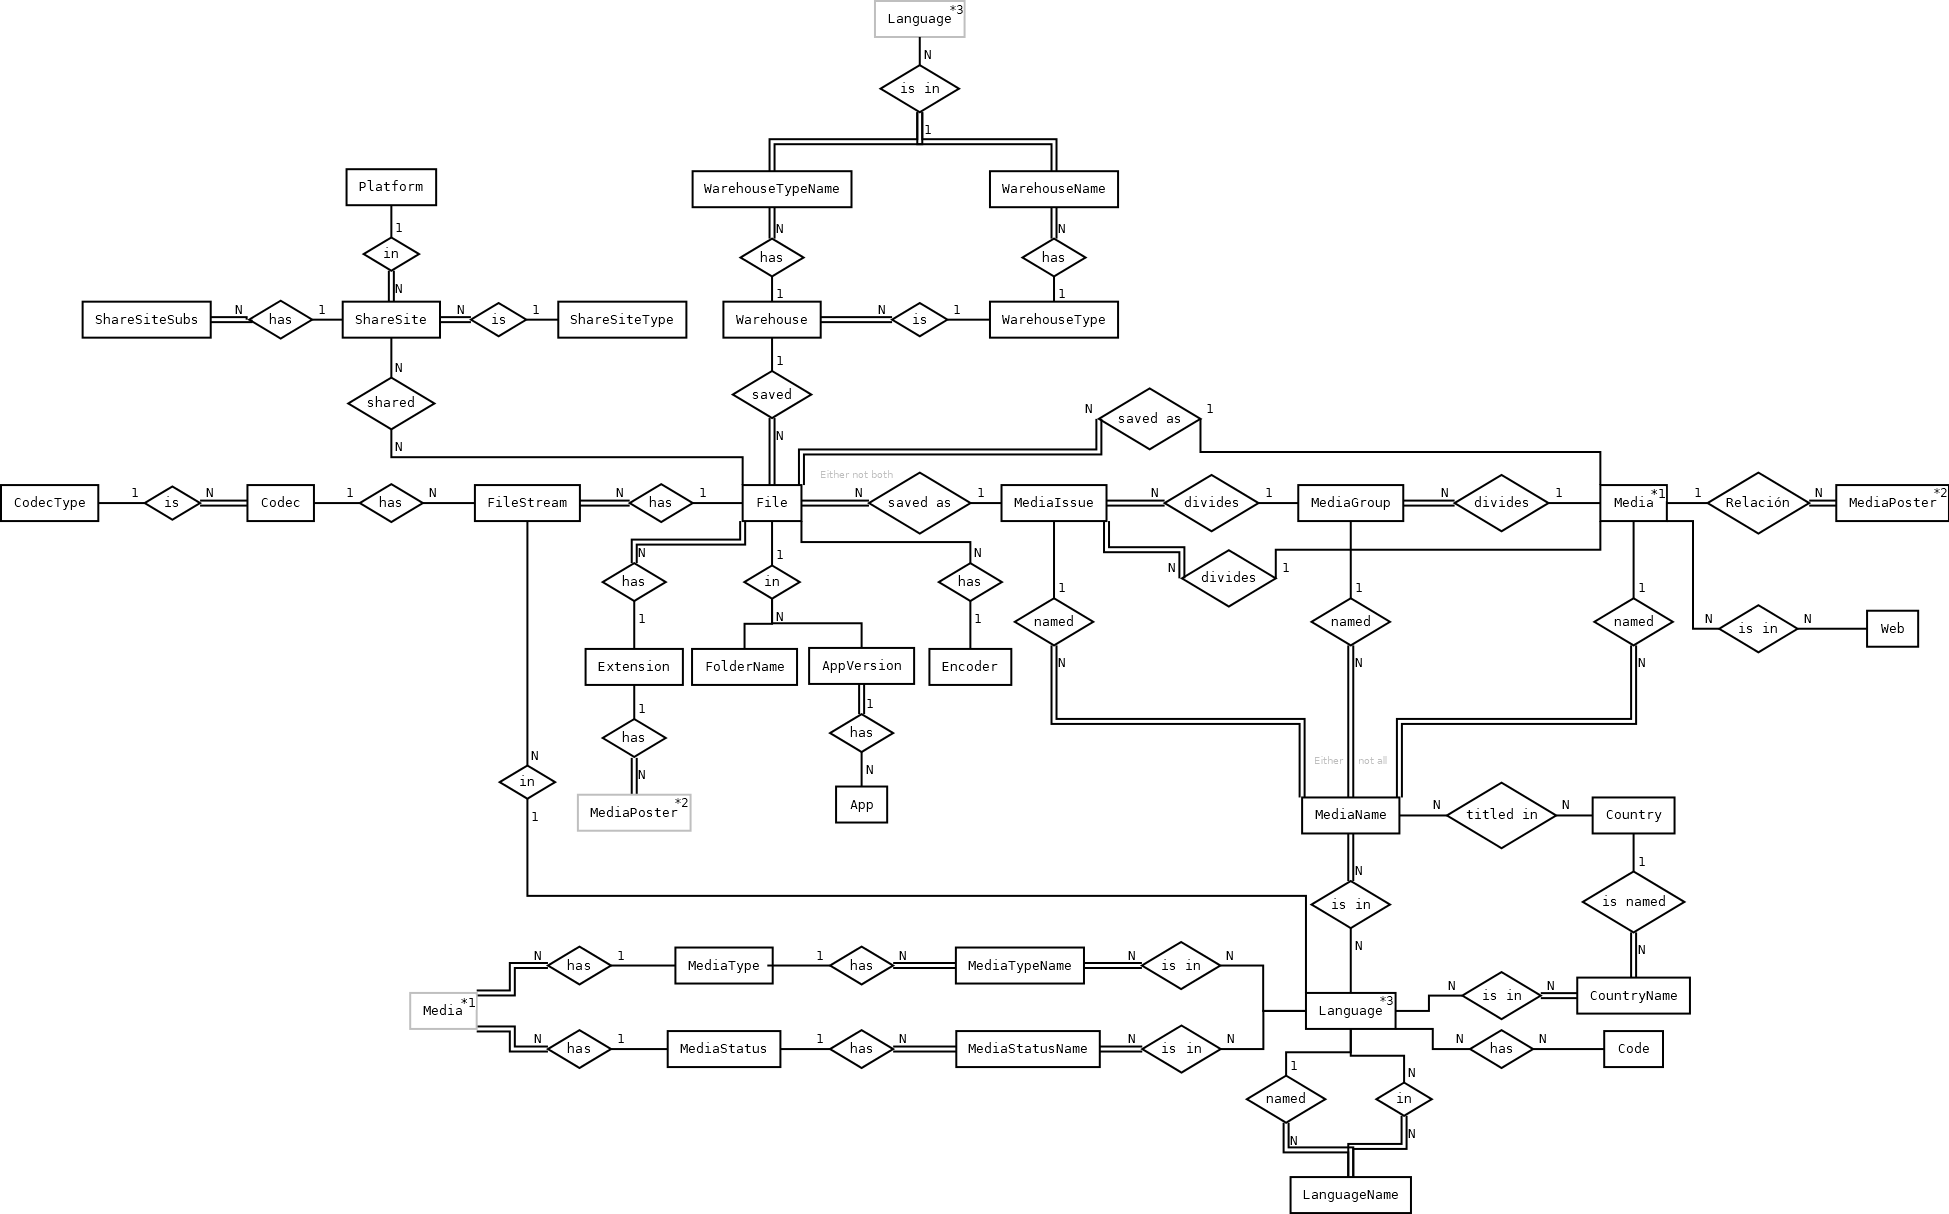 Language *3
N
is in
1
Platform
WarehouseTypeName
WarehouseName
1
N
N
in
has
has
N
1
1
ShareSiteSubs
N
has
1
ShareSite
N
is
1
ShareSiteType
Warehouse
N
is
1
WarehouseType
N
1
shared
saved
N
saved as
1
N
N
Either not both
CodecType
1
is
N
Codec
1
has
N
FileStream
N
has
1
File
N
saved as
1
MediaIssue
N
divides
1
MediaGroup
N
divides
1
Media *1
1
Relación
N
MediaPoster *2
N
1
N
has
in
has
N
divides
1
1
1
1
1
N
1
named
named
named
N
is in
N
Web
Extension
FolderName
AppVersion
Encoder
N
N
N
1
1
has
has
N
in
N
N
Either
not all
MediaPoster *2
App
1
MediaName
N
titled in
N
Country
N
1
is in
is named
N
N
N
has
1
MediaType
1
has
N
MediaTypeName
N
is in
N
Media *1
Language *3
N
is in
N
CountryName
N
has
1
MediaStatus
1
has
N
MediaStatusName
N
is in
N
N
has
N
Code
1
N
named
in
N
N
LanguageName